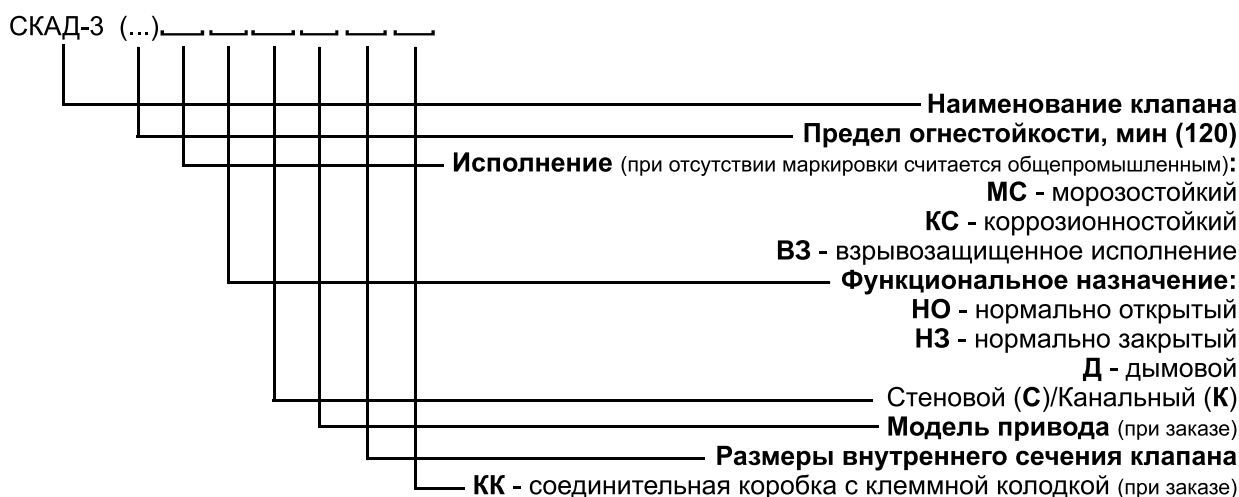 СКАД-3 (...)
Наименование клапана
Предел огнестойкости, мин (120)
Исполнение (при отсутствии маркировки считается общепромышленным):
МС - морозостойкий
КС - коррозионностойкий
ВЗ - взрывозащищенное исполнение
Функциональное назначение:
НО - нормально открытый
НЗ - нормально закрытый
Д - дымовой
Стеновой (С)/Канальный (К)
Модель привода (при заказе)
Размеры внутреннего сечения клапана
КК - соединительная коробка с клеммной колодкой (при заказе)